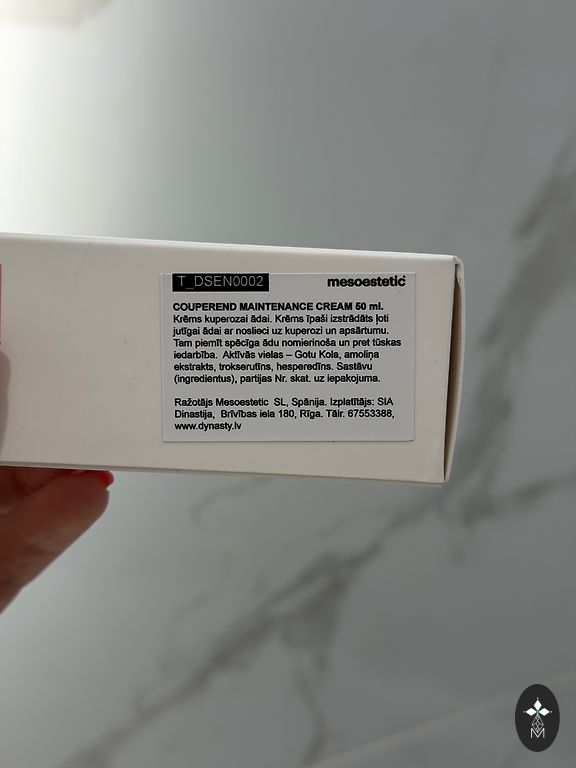 T_DSEN0002
mesoestetic
COUPEREND MAINTENANCE CREAM 50 ml.
Krēms kuperozai ādai. Krēms īpaši izstrādāts ļoti
jutīgai ādai ar noslieci uz kuperozi un apsārtumu.
Tam piemīt spēcīga ādu nomierinoša un pret tūskas
iedarbība. Aktīvās vielas – Gotu Kola, amoliņa
ekstrakts, trokserutīns, hesperedīns. Sastāvu
(ingredientus), partijas Nr. skat. uz iepakojuma.
Ražotājs Mesoestetic SL, Spānija. Izplatītājs: SIA
Dinastija, Brīvības iela 180, Rīga. Tālr. 67553388,
www.dynasty.lv
M